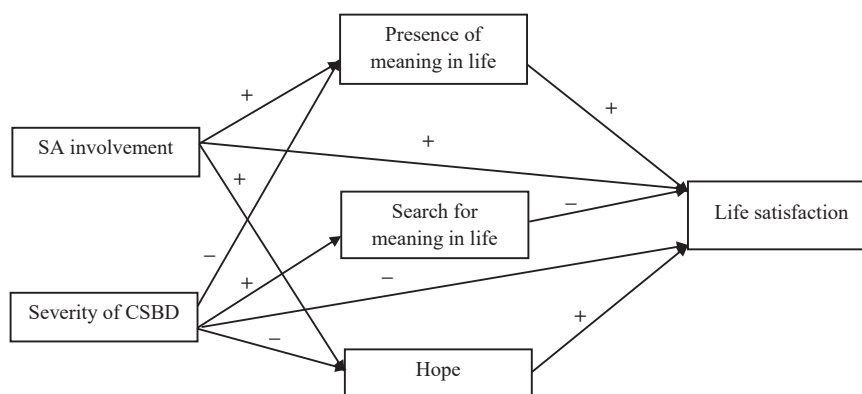 Presence of
meaning in life
+
+
SA involvement
+
+
Search for
meaning in life
−
Life satisfaction
−
+
−
Severity of CSBD
+
−
Hope